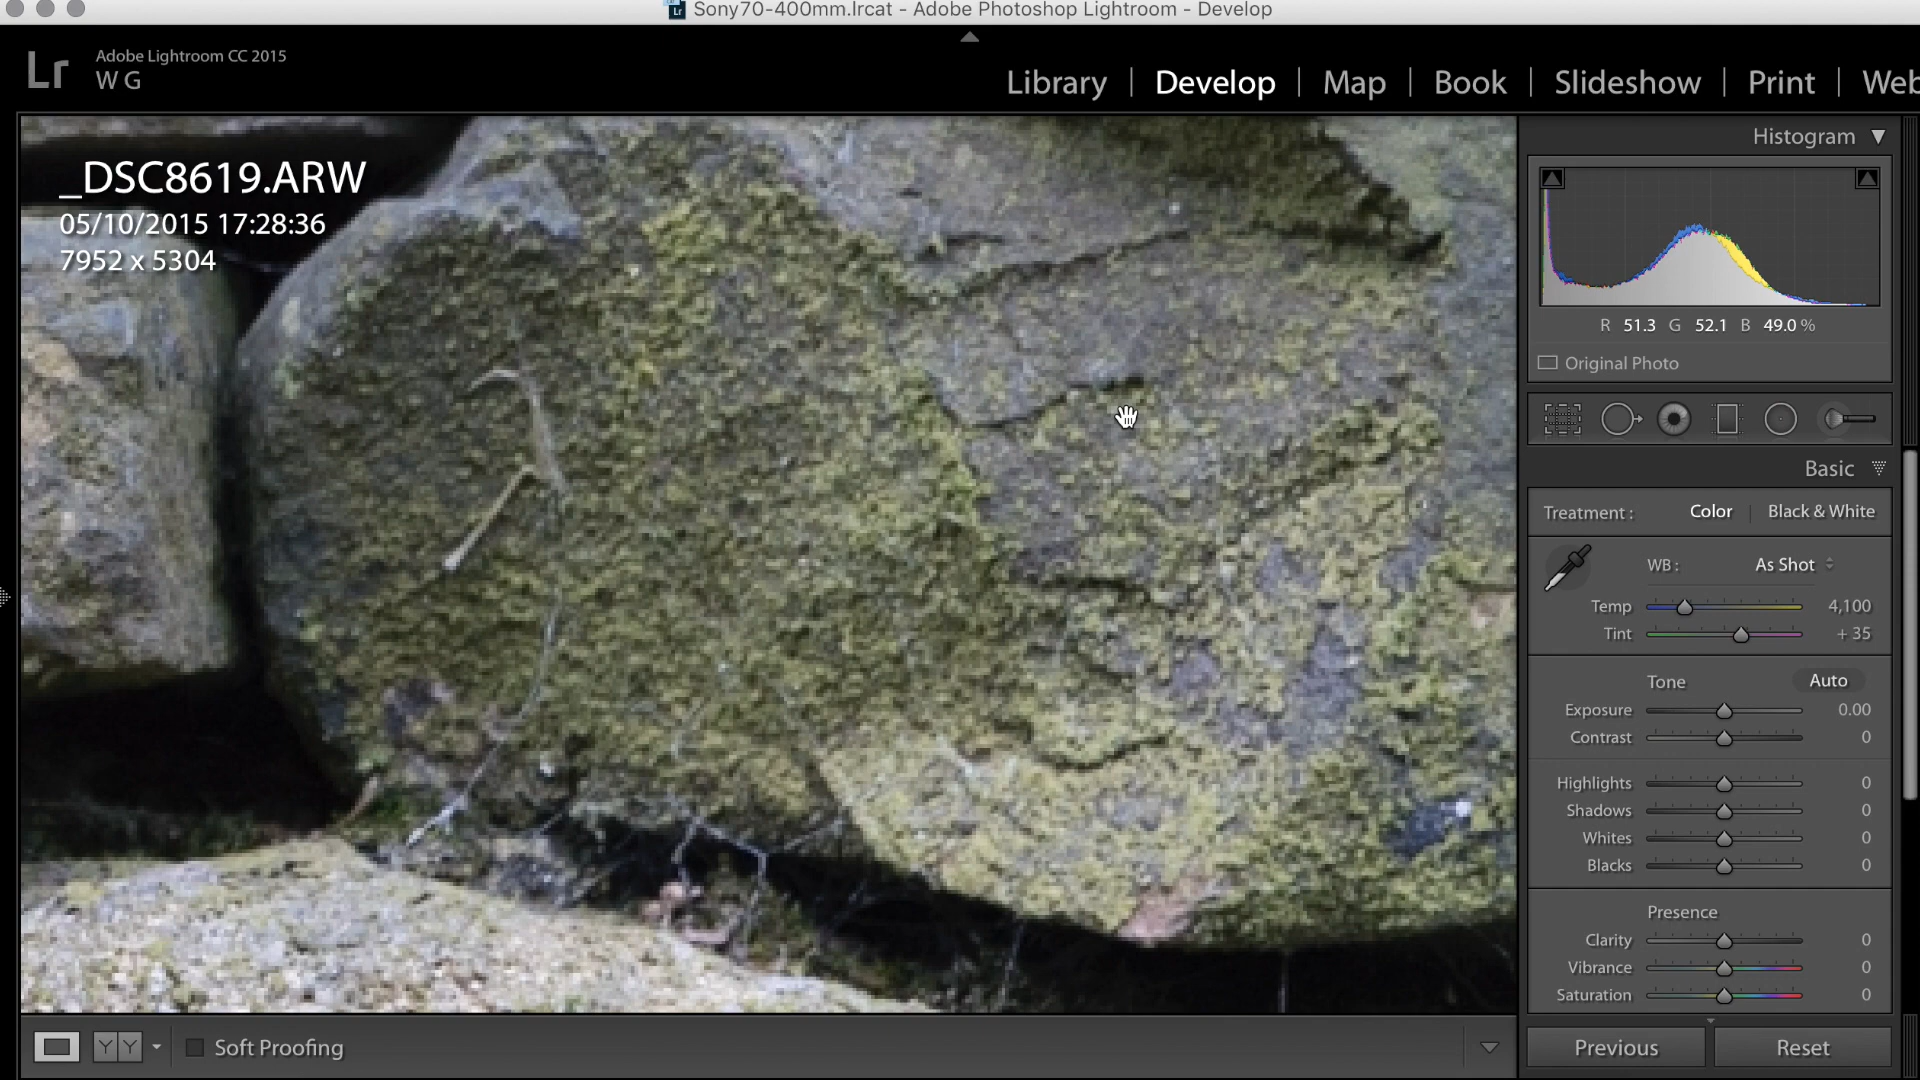 Sony70-400mm.lrcat - Adobe Photoshop Lightroom - Develop
Lr
Adobe Lightroom CC 2015
W G
Library | Develop | Map | Book | Slideshow | Print | Web
_DSC8619.ARW
05/10/2015 17:28:36
7952 x 5304
Histogram
R 51.3 G 52.1 B 49.0 %
Original Photo
Basic
Treatment : Color | Black & White
WB : As Shot
Temp 4,100
Tint + 35
Tone Auto
Exposure 0.00
Contrast 0
Highlights 0
Shadows 0
Whites 0
Blacks 0
Presence
Clarity 0
Vibrance 0
Saturation 0
YY Soft Proofing
Previous Reset